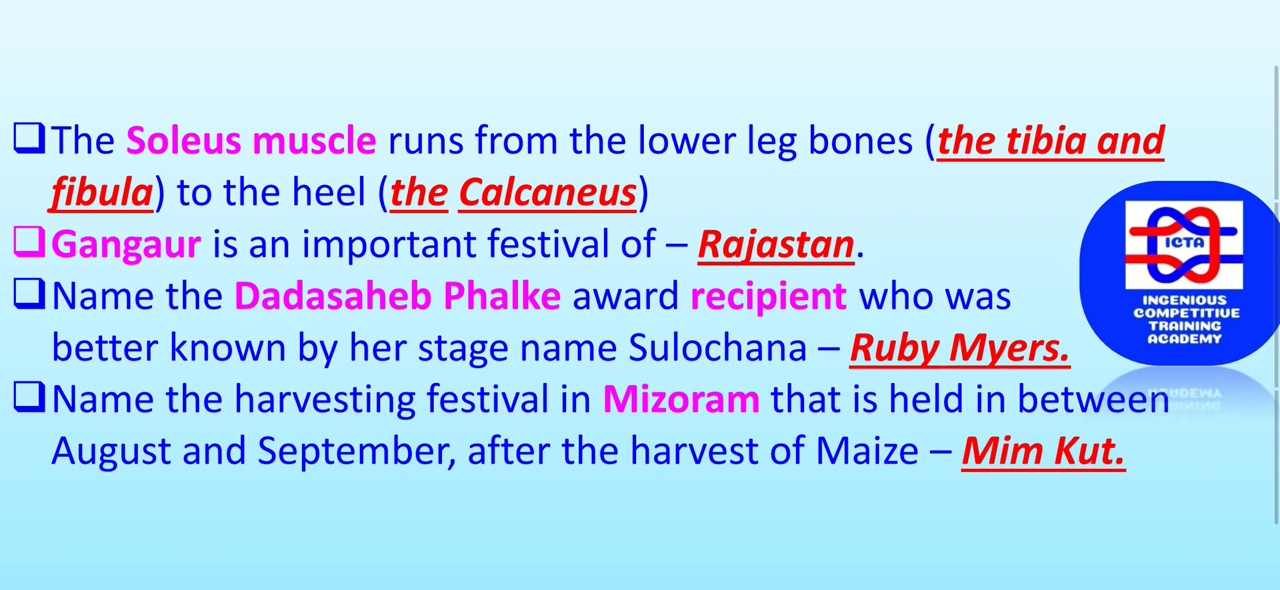 The Soleus muscle runs from the lower leg bones (the tibia and
fibula) to the heel (the Calcaneus)
Gangaur is an important festival of – Rajastan.
Name the Dadasaheb Phalke award recipient who was
better known by her stage name Sulochana – Ruby Myers.
Name the harvesting festival in Mizoram that is held in between
August and September, after the harvest of Maize – Mim Kut.
ICTA
INGENIOUS
COMPETITIVE
TRAINING
ACADEMY